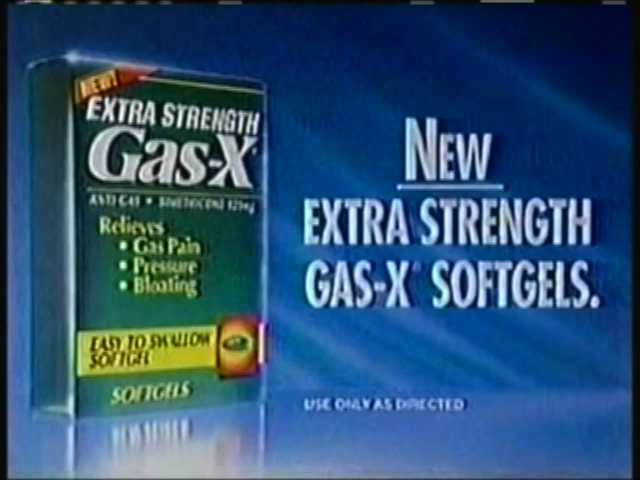 NEW!
EXTRA STRENGTH
Gas-X®
ANTI-GAS • SIMETHICONE 125mg
Relieves
• Gas Pain
• Pressure
• Bloating
EASY TO SWALLOW
SOFTGEL
SOFTGELS
NEW
EXTRA STRENGTH
GAS-X® SOFTGELS.
USE ONLY AS DIRECTED